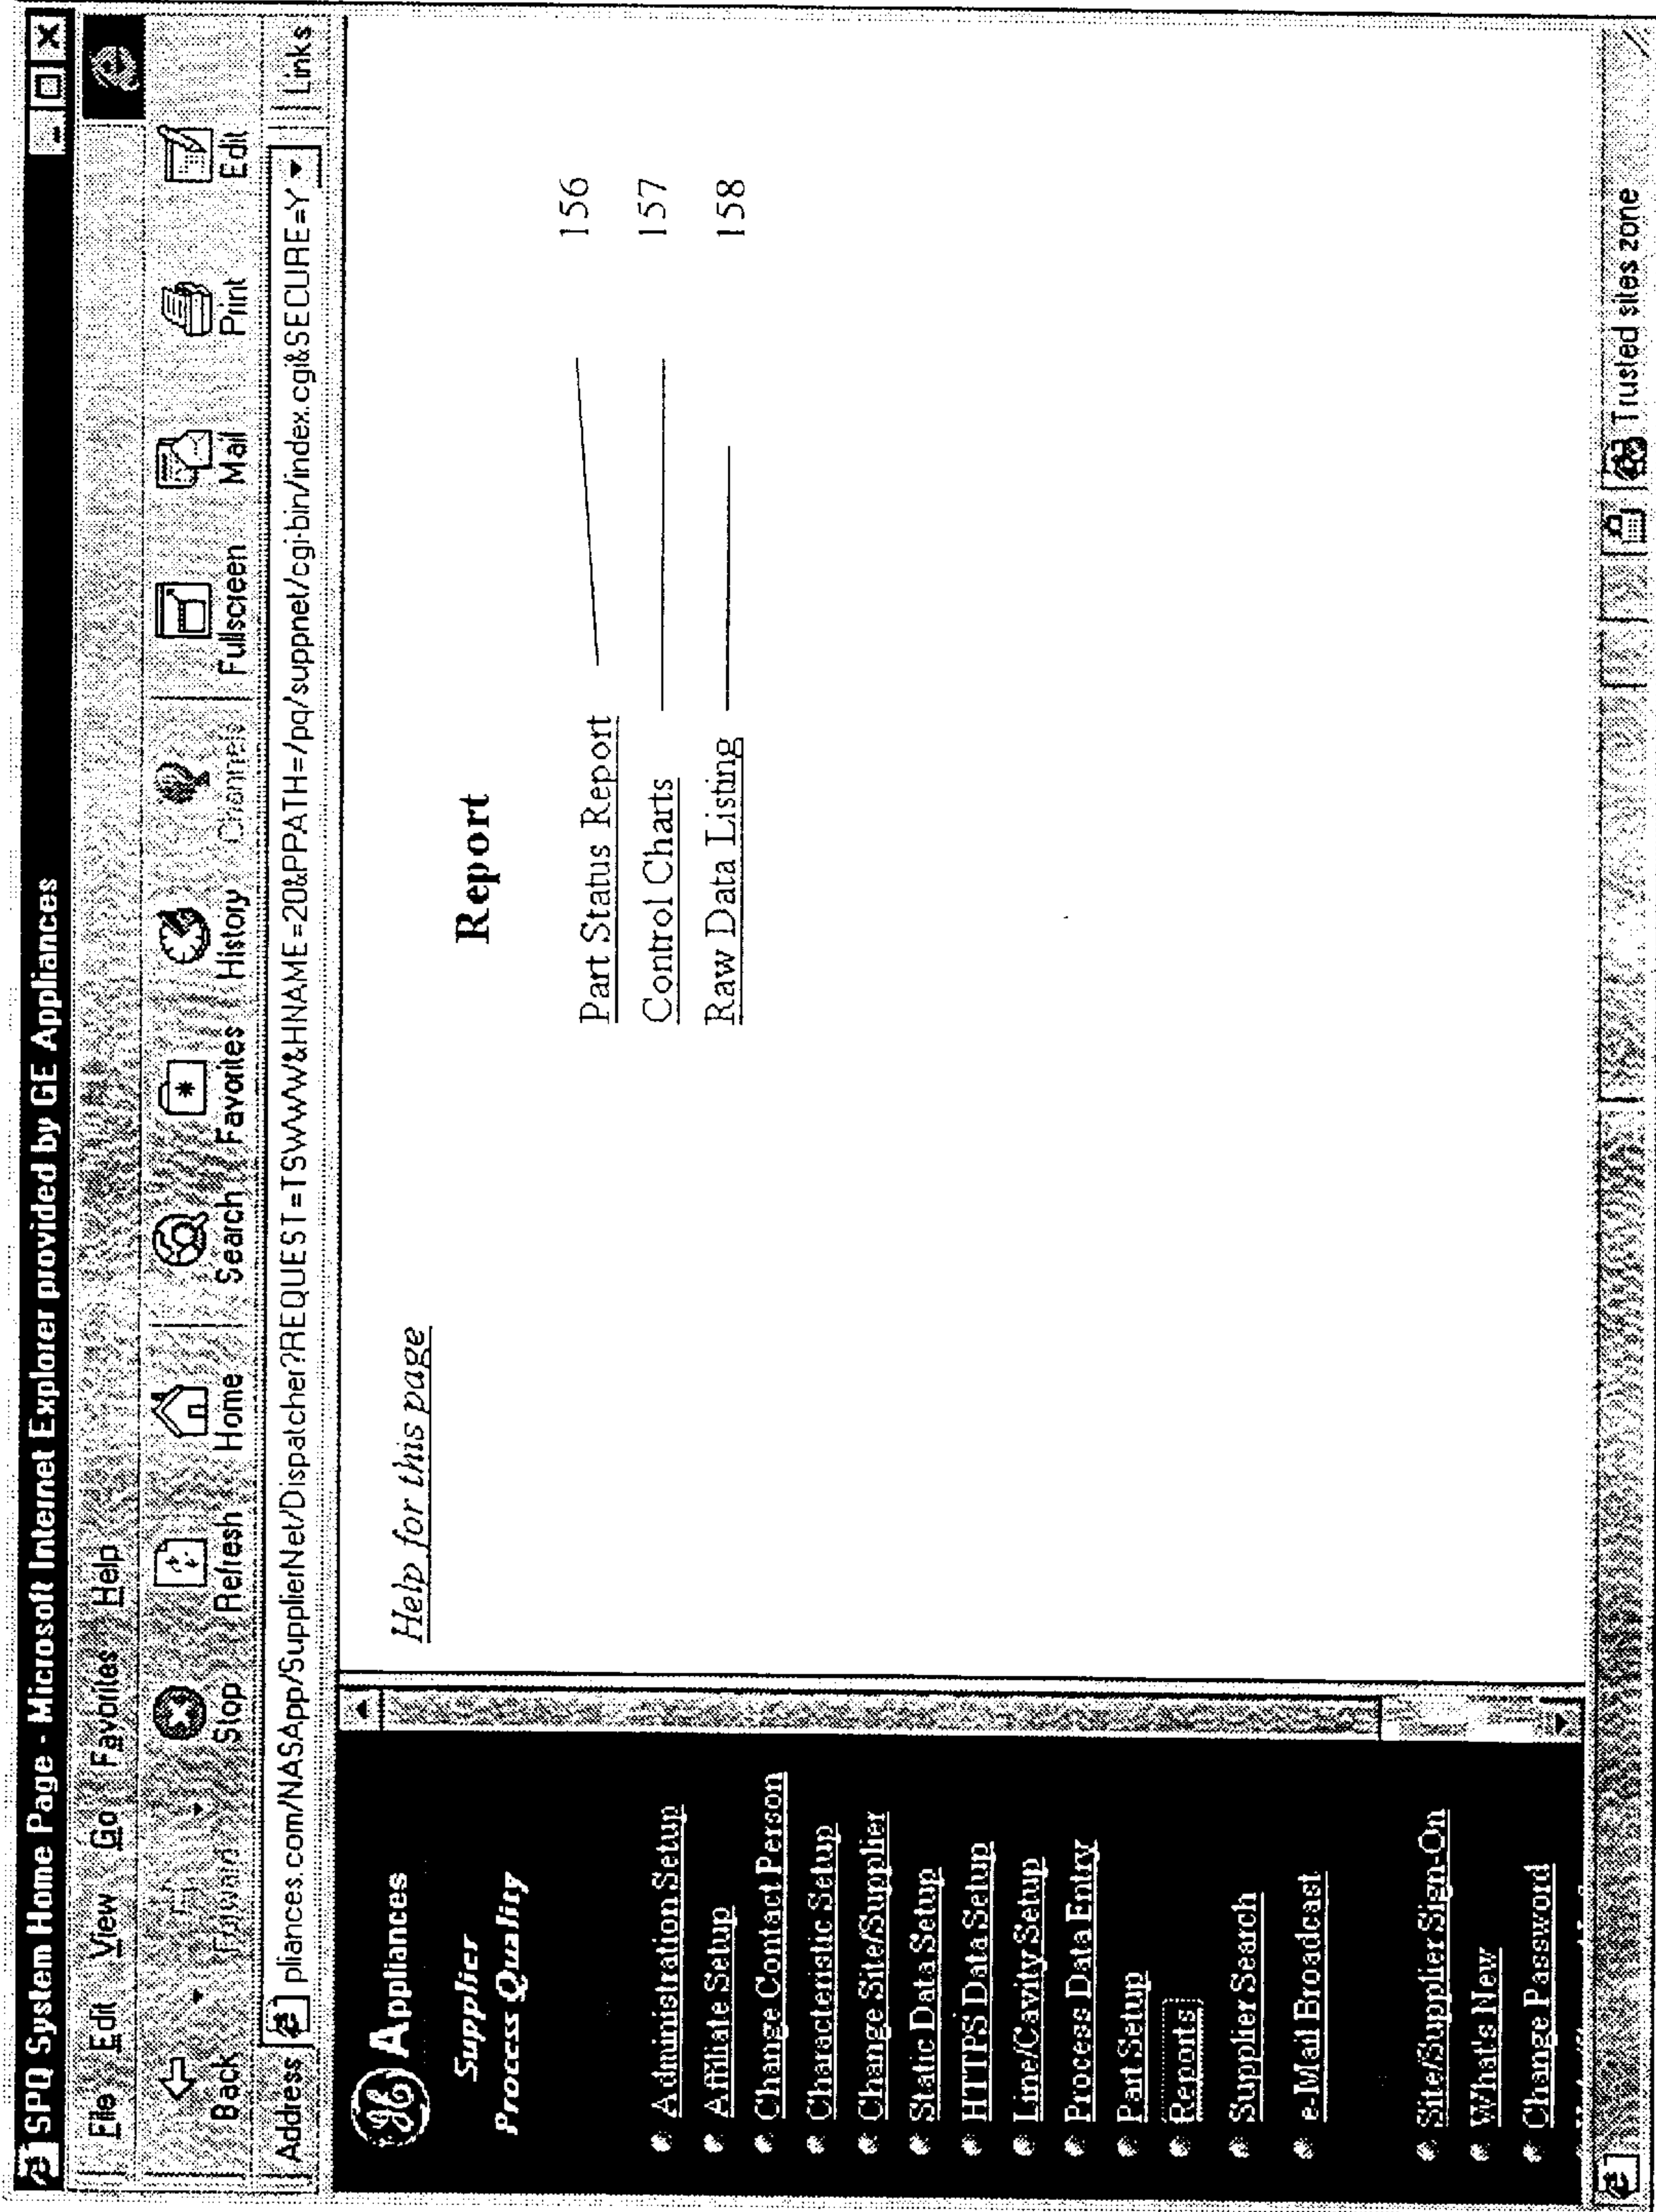 SPQ System Home Page - Microsoft Internet Explorer provided by GE Appliances
File Edit View Go Favorites Help
Back Forward Stop Refresh Home Search Favorites History Channels Fullscreen Mail Print Edit
Address pliances.com/NASApp/SupplierNet/Dispatcher?REQUEST=TSWWW&HNAME=20&PPATH=/pq/suppnet/cgi-bin/index.cgi&SECURE=Y Links
GE Appliances
Supplier
Process Quality
Administration Setup
Affiliate Setup
Change Contact Person
Characteristic Setup
Change Site/Supplier
Static Data Setup
HTTPS Data Setup
Line/Cavity Setup
Process Data Entry
Part Setup
Reports
Supplier Search
e-Mail Broadcast
Site/Supplier Sign-On
What's New
Change Password
Help for this page
Report
Part Status Report 156
Control Charts 157
Raw Data Listing 158
Trusted sites zone